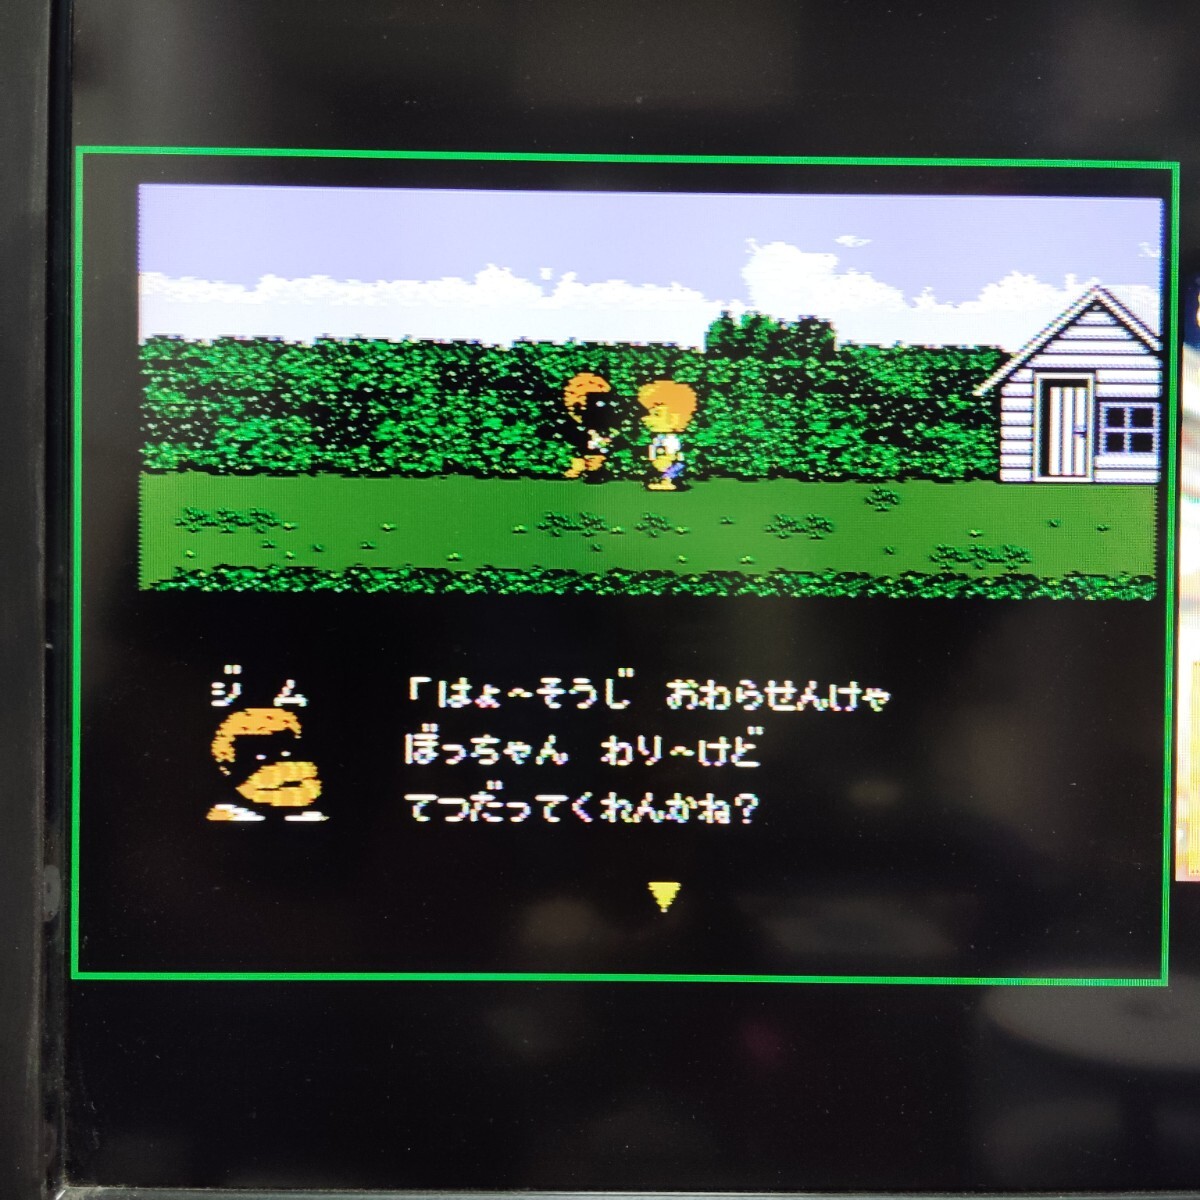 ジム
「はょ～そうじ おわらせんけゃ
ぼっちゃん わり～けど
てつだってくれんかね？